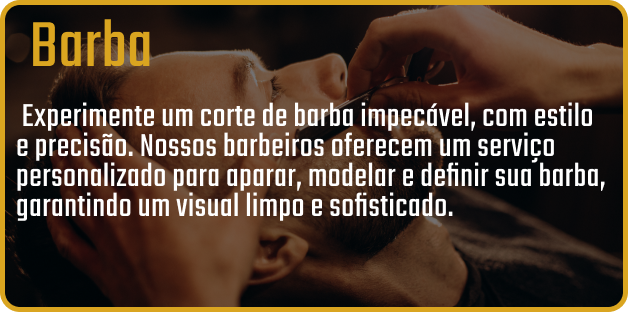 Barba
Experimente um corte de barba impecável, com estilo
e precisão. Nossos barbeiros oferecem um serviço
personalizado para aparar, modelar e definir sua barba,
garantindo um visual limpo e sofisticado.